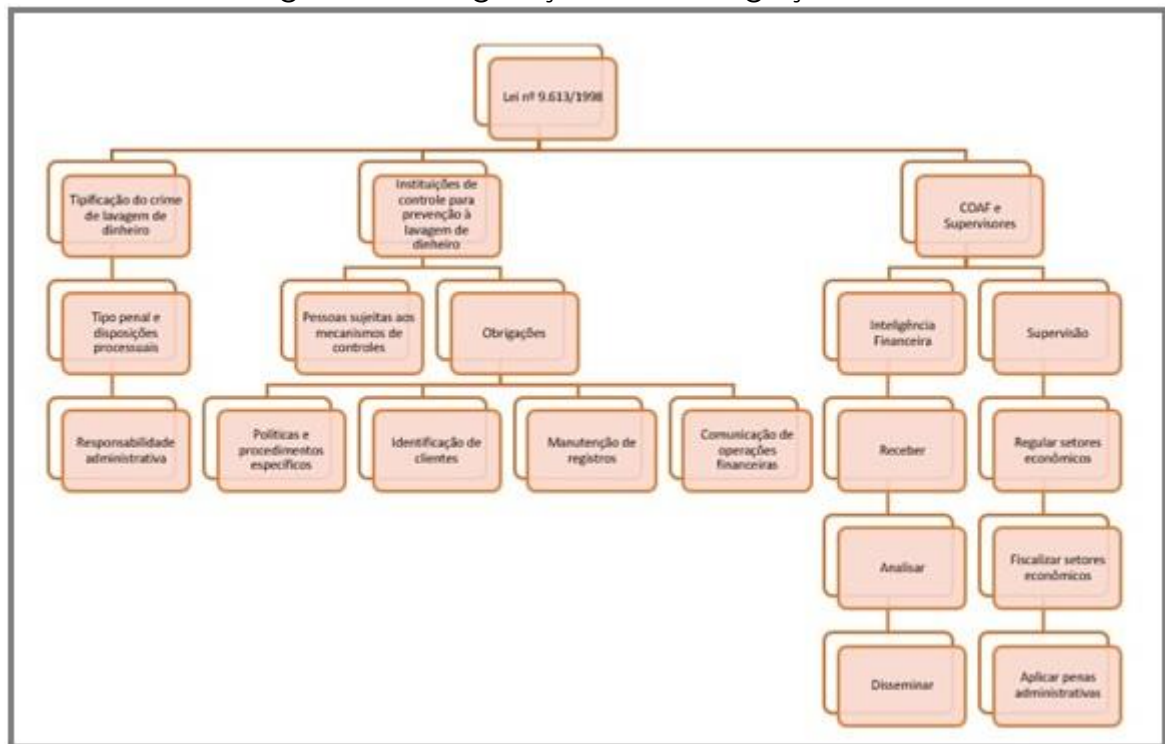 Lei nº 9.613/1998
Tipificação do crime
de lavagem de
dinheiro
Instituições de
controle para
prevenção à
lavagem de
dinheiro
COAF e
Supervisores
Tipo penal e
disposições
processuais
Pessoas sujeitas aos
mecanismos de
controles
Obrigações
Inteligência
Financeira
Supervisão
Responsabilidade
administrativa
Políticas e
procedimentos
específicos
Identificação de
clientes
Manutenção de
registros
Comunicação de
operações
financeiras
Receber
Regular setores
econômicos
Analisar
Fiscalizar setores
econômicos
Disseminar
Aplicar penas
administrativas